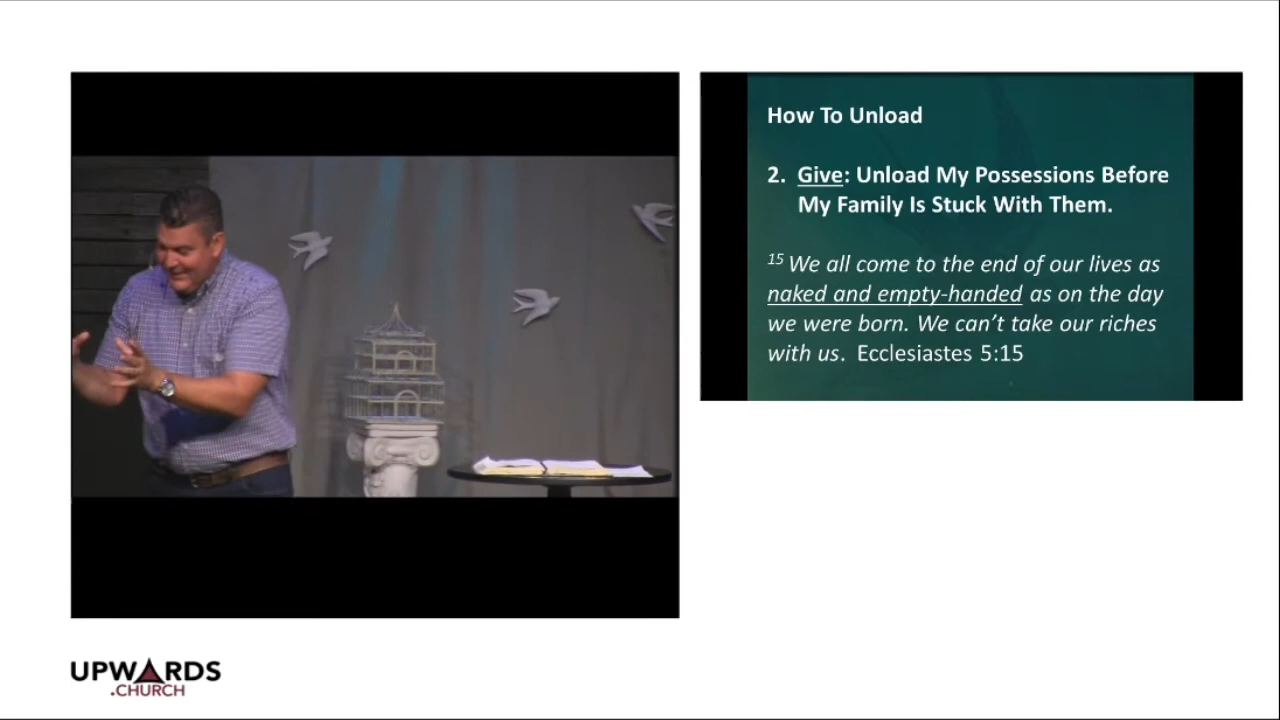 How To Unload
2. Give: Unload My Possessions Before
My Family Is Stuck With Them.
15 We all come to the end of our lives as
naked and empty-handed as on the day
we were born. We can’t take our riches
with us. Ecclesiastes 5:15
UPWARDS
.CHURCH